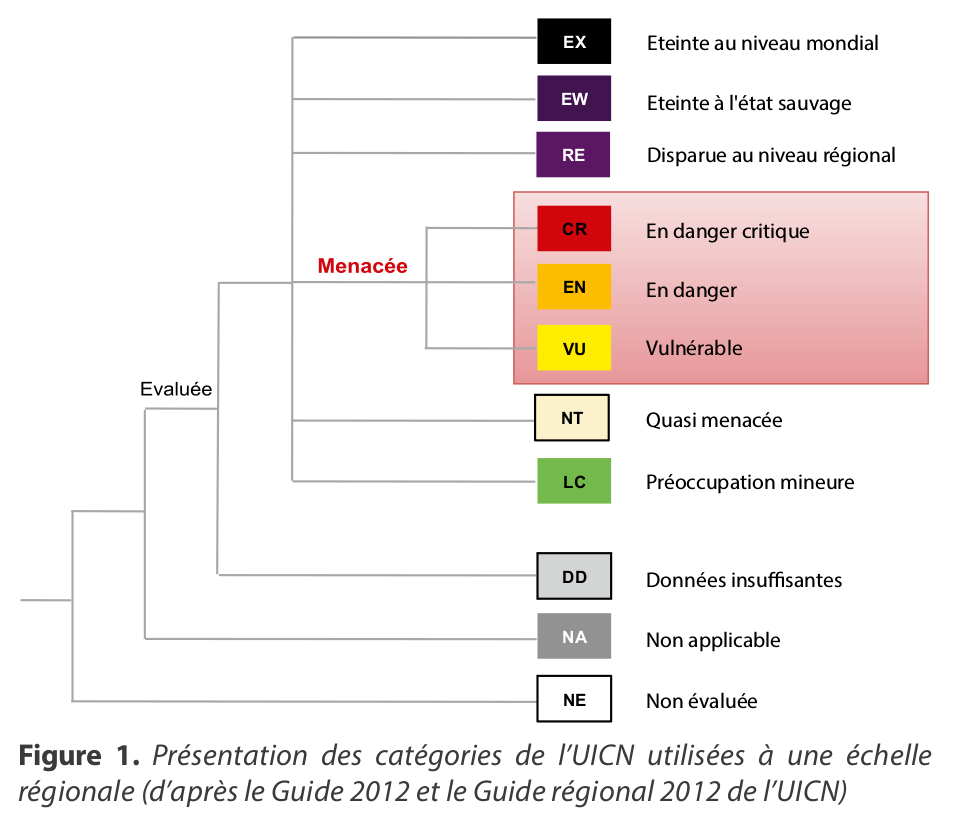 EX Eteinte au niveau mondial
EW Eteinte à l'état sauvage
RE Disparue au niveau régional
CR En danger critique
Menacée
EN En danger
VU Vulnérable
Evaluée
NT Quasi menacée
LC Préoccupation mineure
DD Données insuffisantes
NA Non applicable
NE Non évaluée
Figure 1. Présentation des catégories de l’UICN utilisées à une échelle
régionale (d’après le Guide 2012 et le Guide régional 2012 de l’UICN)